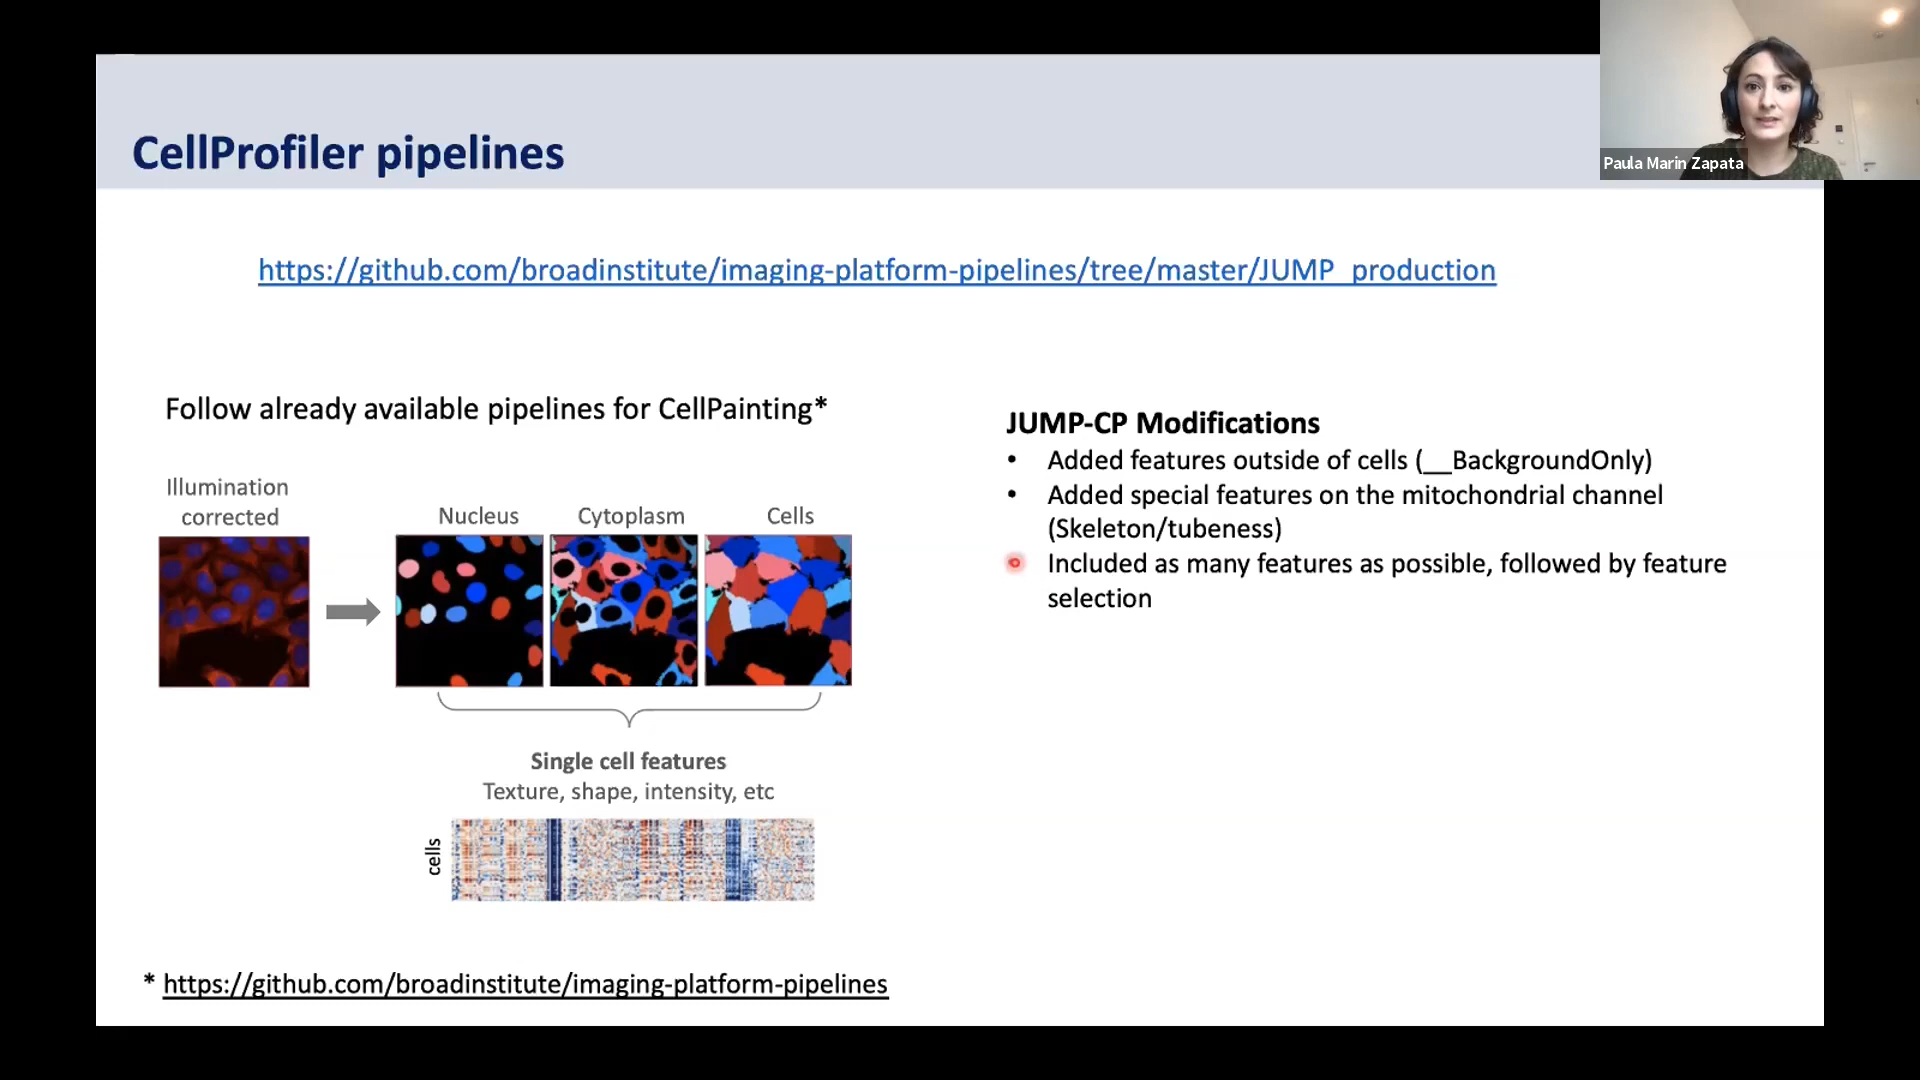 CellProfiler pipelines
Paula Marin Zapata
https://github.com/broadinstitute/imaging-platform-pipelines/tree/master/JUMP_production
Follow already available pipelines for CellPainting*
Illumination
corrected
Nucleus
Cytoplasm
Cells
Single cell features
Texture, shape, intensity, etc
cells
JUMP-CP Modifications
• Added features outside of cells (__BackgroundOnly)
• Added special features on the mitochondrial channel
(Skeleton/tubeness)
• Included as many features as possible, followed by feature
selection
* https://github.com/broadinstitute/imaging-platform-pipelines